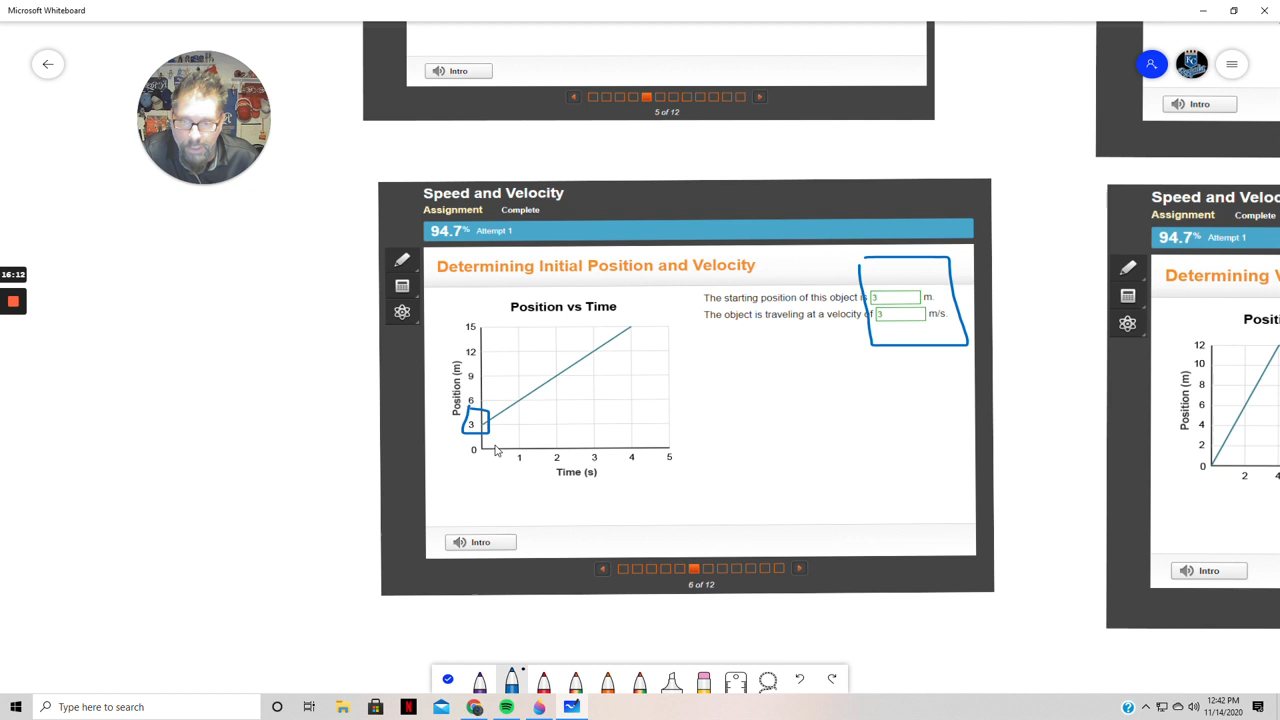 Microsoft Whiteboard
Intro
5 of 12
Intro
16:12
Speed and Velocity
Assignment Complete
94.7% Attempt 1
Determining Initial Position and Velocity
The starting position of this object is 3 m.
The object is traveling at a velocity of 3 m/s.
Position vs Time
Position (m)
15
12
9
6
3
0
1 2 3 4 5
Time (s)
Intro
6 of 12
Speed and Veloc
Assignment Complete
94.7% Attempt 1
Determining V
Positi
Position (m)
12
10
8
6
4
2
0
2 4
Intro
Type here to search
12:42 PM
11/14/2020